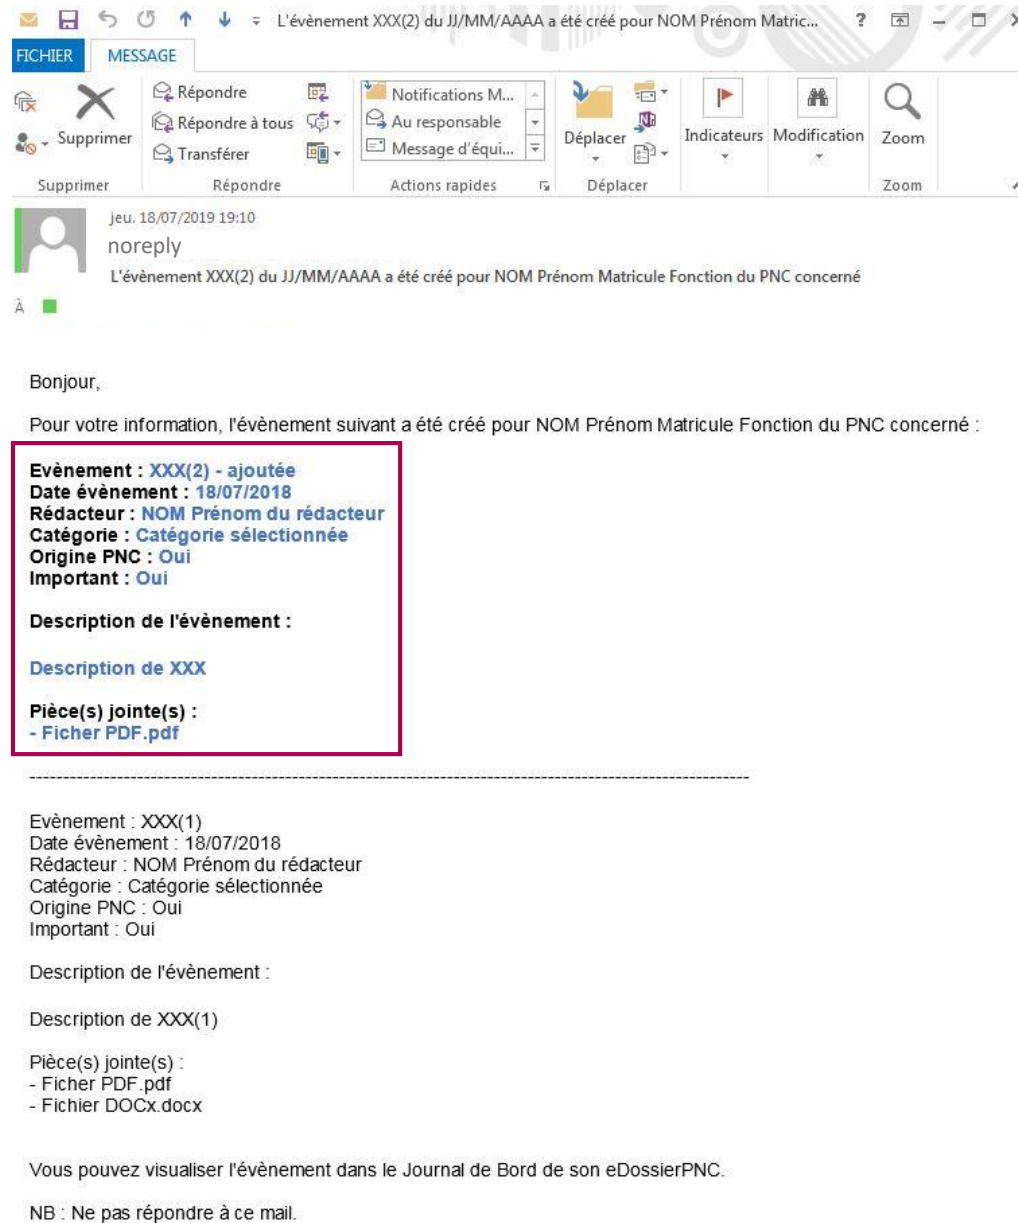 L'évènement XXX(2) du JJ/MM/AAAA a été créé pour NOM Prénom Matric... ?
FICHIER MESSAGE
Répondre
Répondre à tous
Transférer
Supprimer
Notifications M...
Au responsable
Message d'équi...
Déplacer
Indicateurs
Modification
Zoom
Supprimer Répondre Actions rapides Déplacer Zoom
jeu. 18/07/2019 19:10
noreply
L'évènement XXX(2) du JJ/MM/AAAA a été créé pour NOM Prénom Matricule Fonction du PNC concerné
À
Bonjour,
Pour votre information, l'évènement suivant a été créé pour NOM Prénom Matricule Fonction du PNC concerné :
Evènement : XXX(2) - ajoutée
Date évènement : 18/07/2018
Rédacteur : NOM Prénom du rédacteur
Catégorie : Catégorie sélectionnée
Origine PNC : Oui
Important : Oui
Description de l'évènement :
Description de XXX
Pièce(s) jointe(s) :
- Ficher PDF.pdf
--------------------------------------------------------------------------------------------------------------
Evènement : XXX(1)
Date évènement : 18/07/2018
Rédacteur : NOM Prénom du rédacteur
Catégorie : Catégorie sélectionnée
Origine PNC : Oui
Important : Oui
Description de l'évènement :
Description de XXX(1)
Pièce(s) jointe(s) :
- Ficher PDF.pdf
- Fichier DOCx.docx
Vous pouvez visualiser l'évènement dans le Journal de Bord de son eDossierPNC.
NB : Ne pas répondre à ce mail.